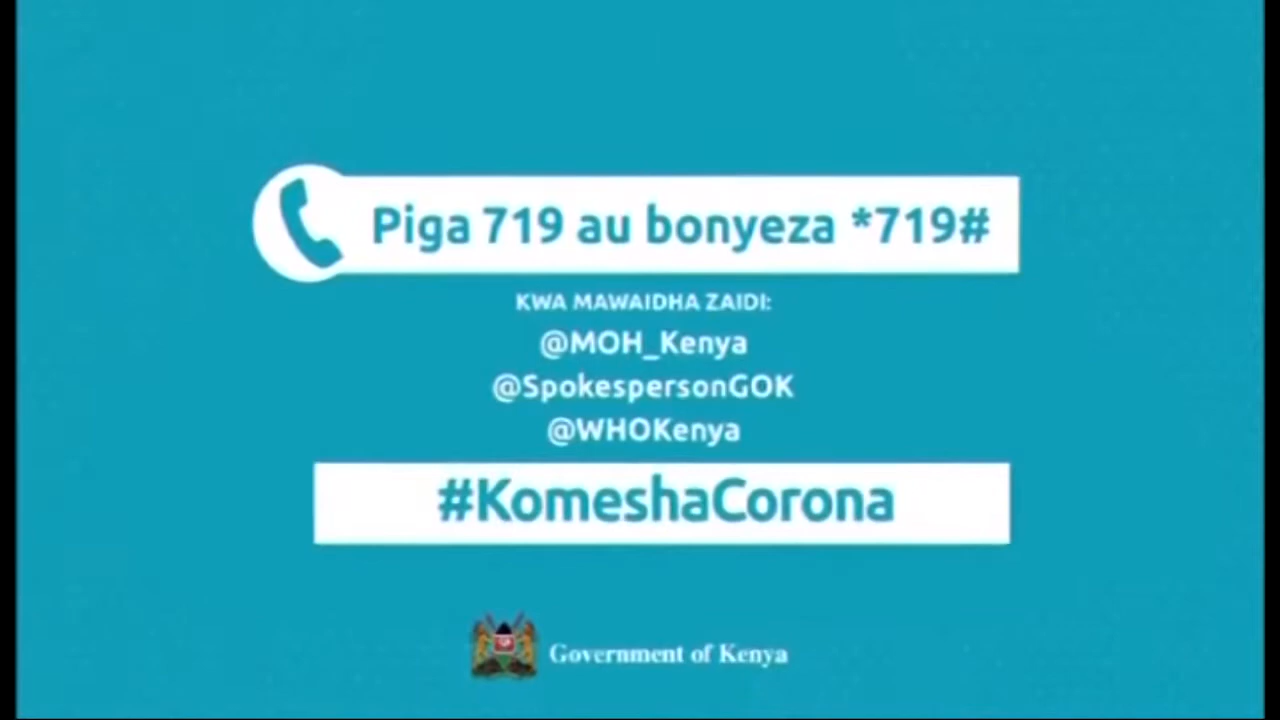 Piga 719 au bonyeza *719#
KWA MAWAIDHA ZAIDI:
@MOH_Kenya
@SpokespersonGOK
@WHOKenya
#KomeshaCorona
Government of Kenya